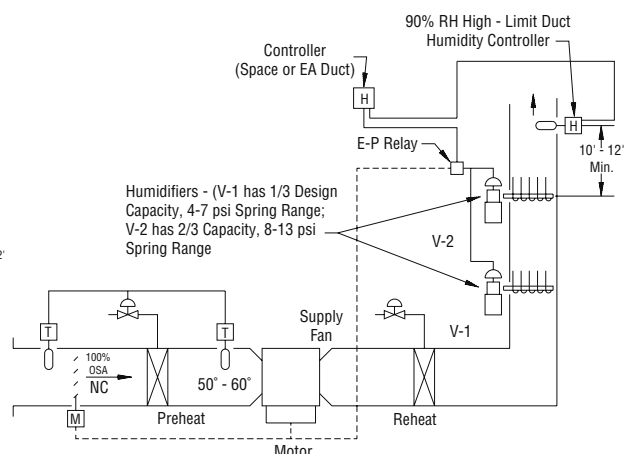 90% RH High - Limit Duct
Humidity Controller
Controller
(Space or EA Duct)
H
H
E-P Relay
10' - 12'
Min.
Humidifiers - (V-1 has 1/3 Design
Capacity, 4-7 psi Spring Range;
V-2 has 2/3 Capacity, 8-13 psi
Spring Range
V-2
2'
T
T
Supply
Fan
V-1
100%
OSA
NC
50° - 60°
M
Preheat
Reheat
Motor